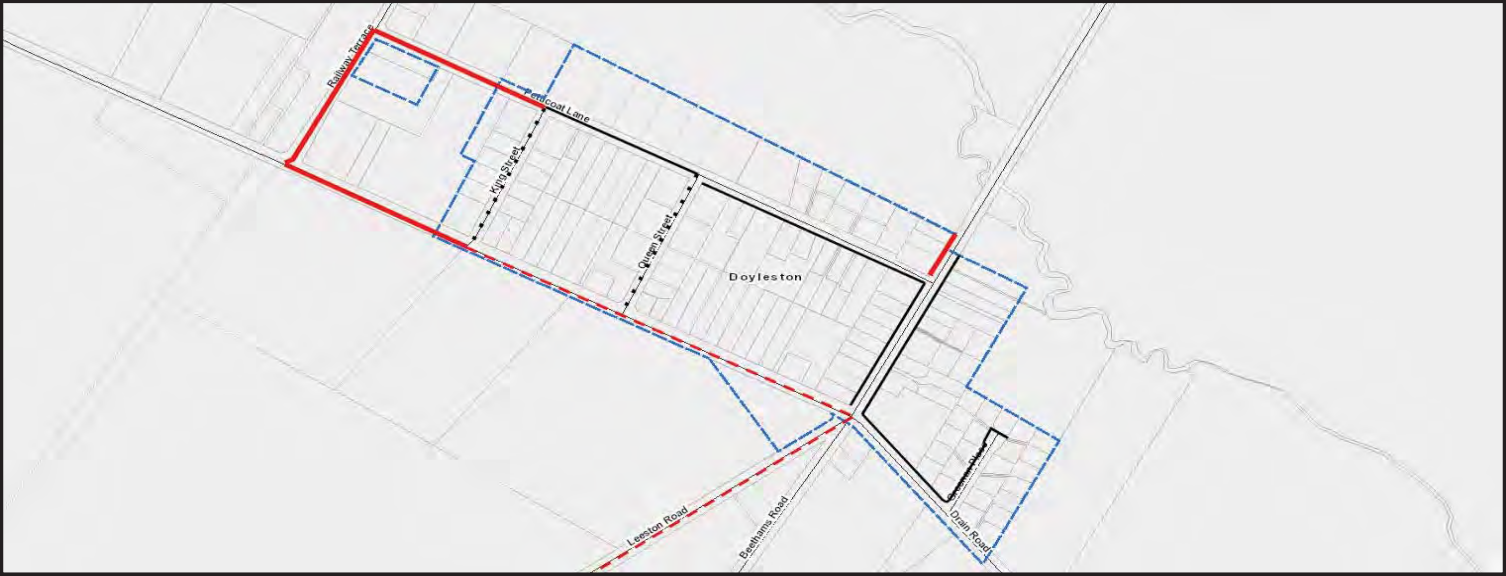 Railway Terrace
Petticoat Lane
King Street
Queen Street
Doyleston
Drain Road
Leeston Road
Beethams Road